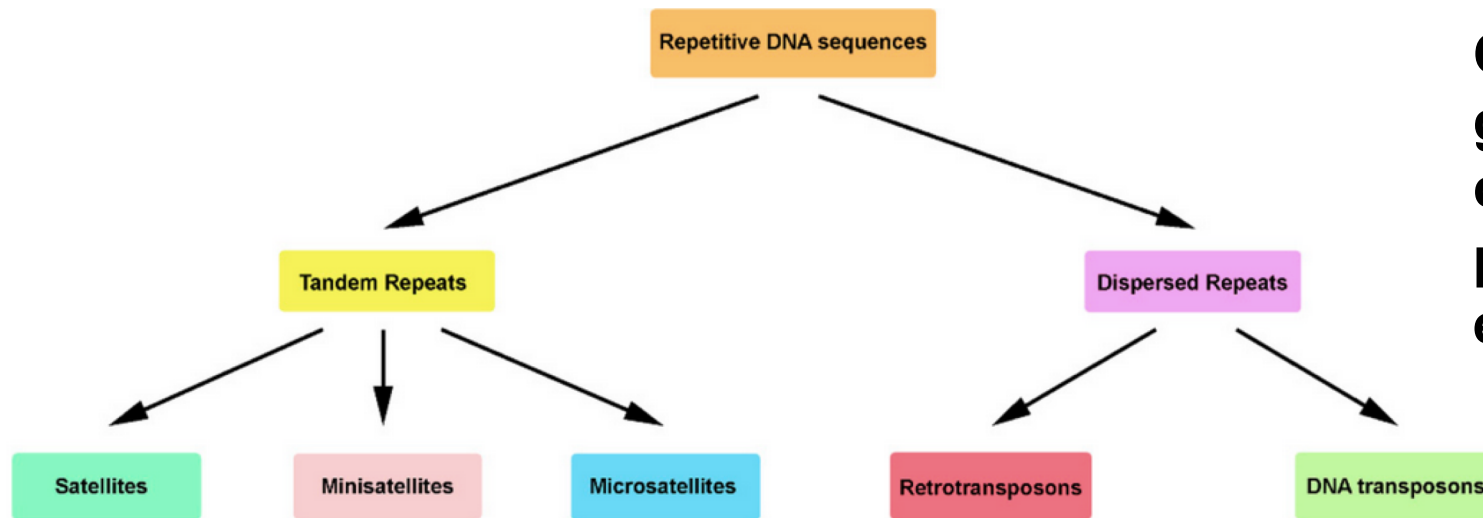 Repetitive DNA sequences
Tandem Repeats
Dispersed Repeats
Satellites
Minisatellites
Microsatellites
Retrotransposons
DNA transposons